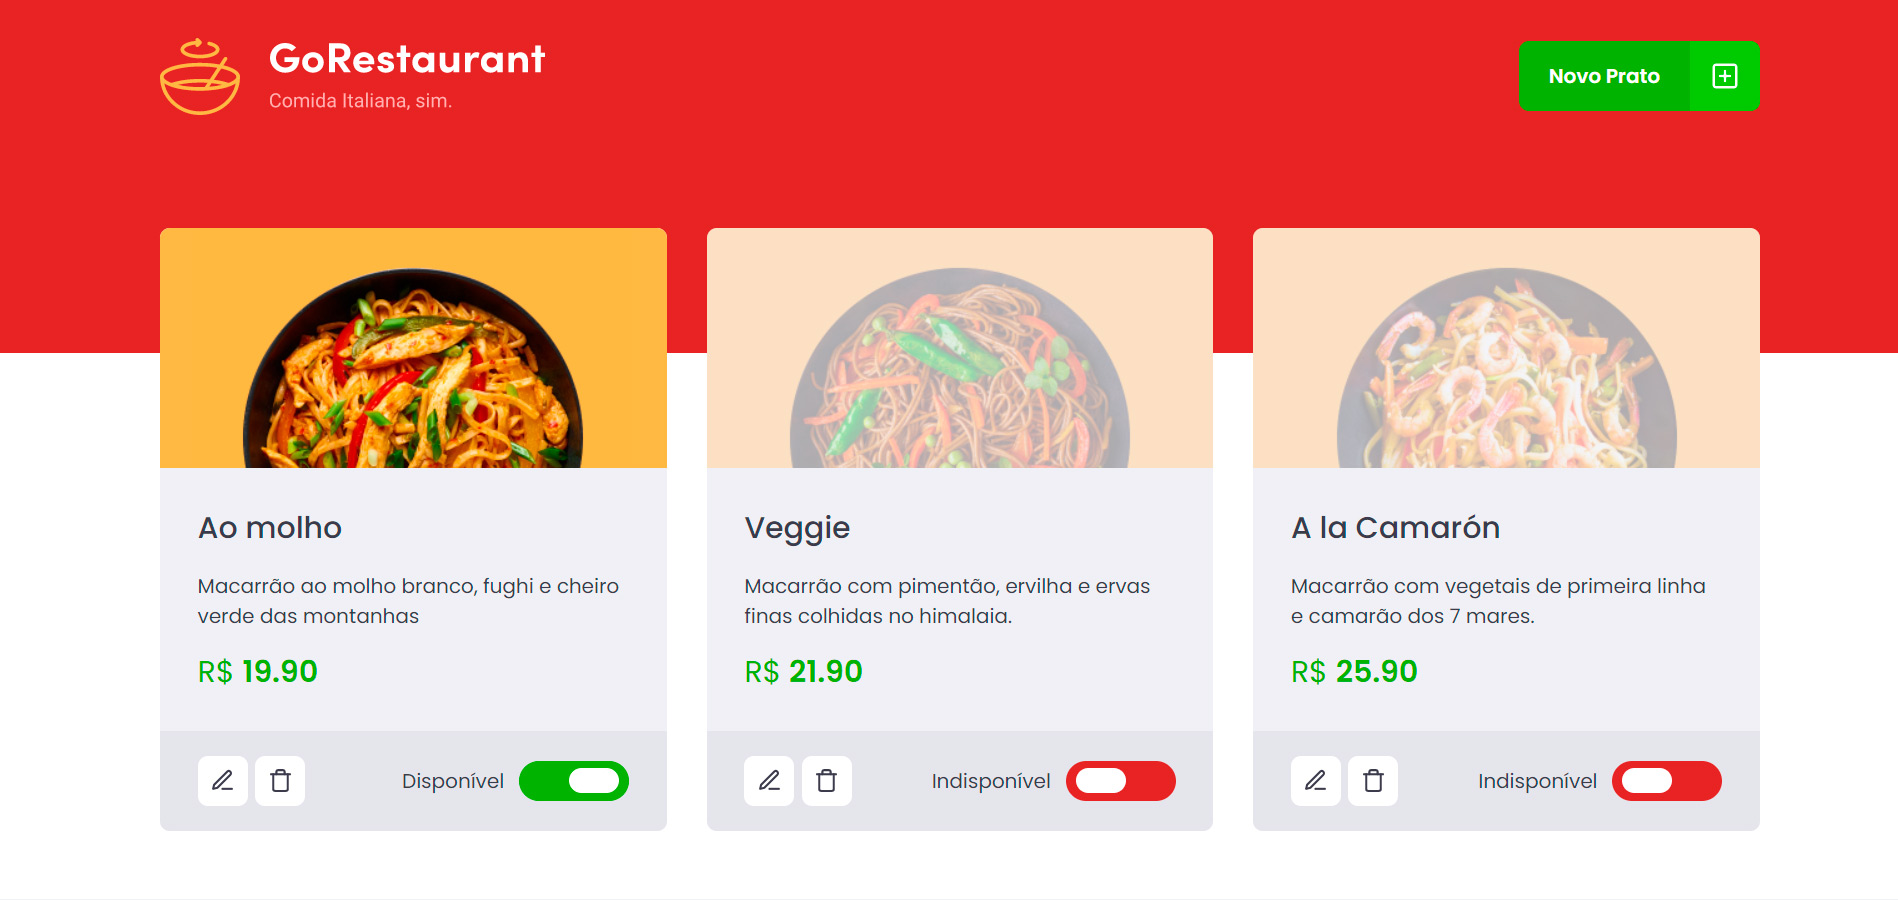 GoRestaurant
Comida Italiana, sim.
Novo Prato
Ao molho
Macarrão ao molho branco, fughi e cheiro
verde das montanhas
R$ 19.90
Disponível
Veggie
Macarrão com pimentão, ervilha e ervas
finas colhidas no himalaia.
R$ 21.90
Indisponível
A la Camarón
Macarrão com vegetais de primeira linha
e camarão dos 7 mares.
R$ 25.90
Indisponível